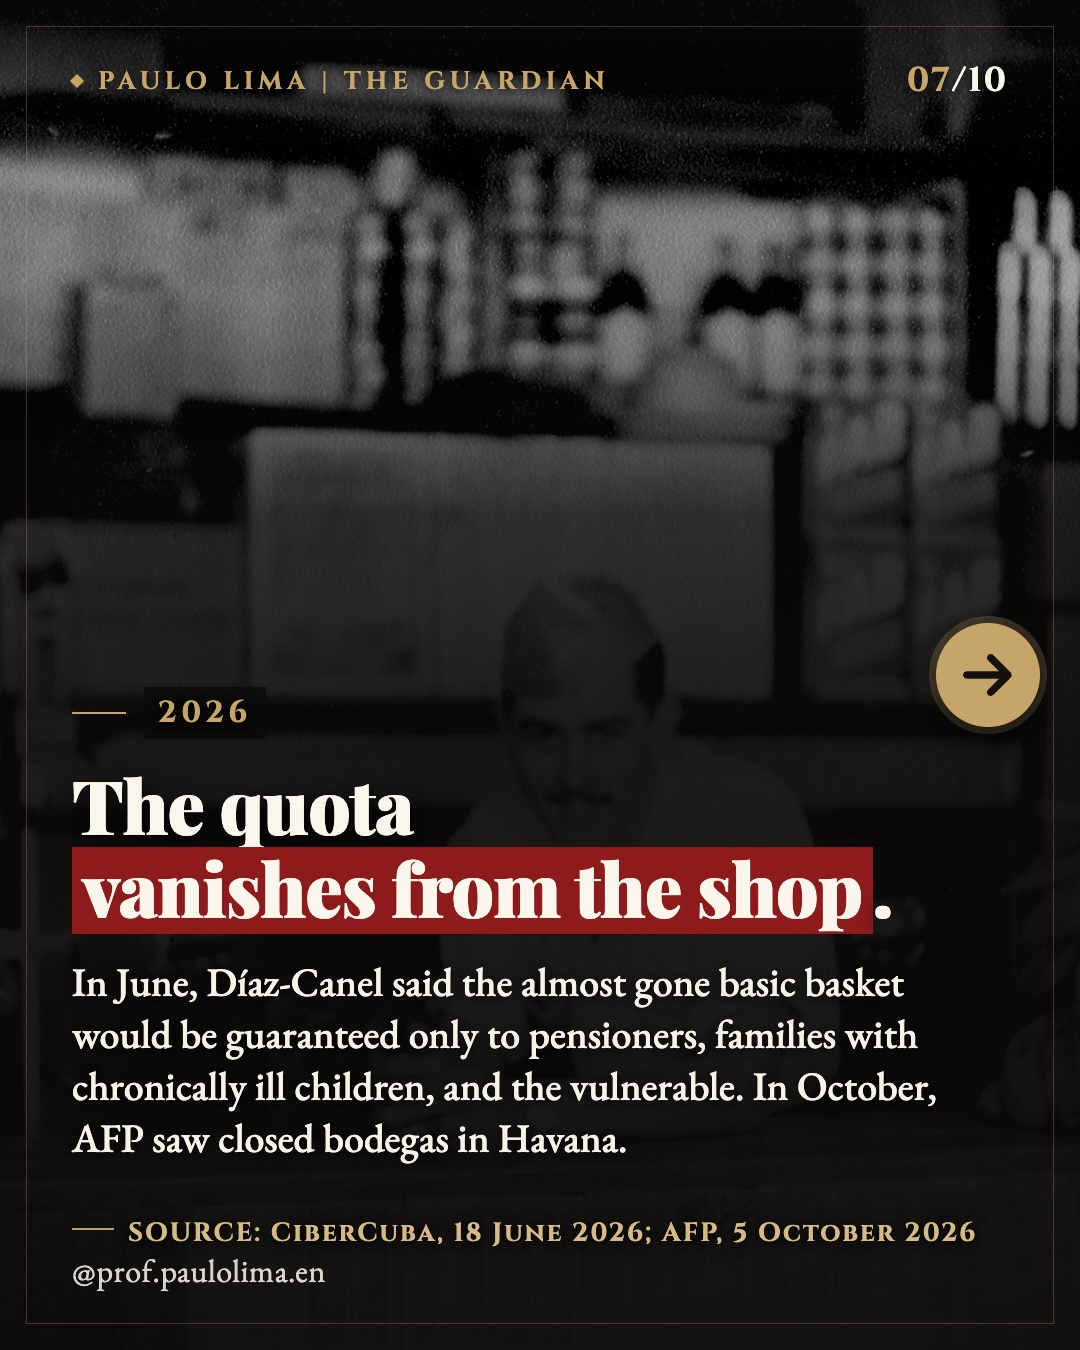 ◆ PAULO LIMA | THE GUARDIAN
07/10
2026
The quota
vanishes from the shop.
In June, Díaz-Canel said the almost gone basic basket
would be guaranteed only to pensioners, families with
chronically ill children, and the vulnerable. In October,
AFP saw closed bodegas in Havana.
SOURCE: CiberCuba, 18 June 2026; AFP, 5 October 2026
@prof.paulolima.en